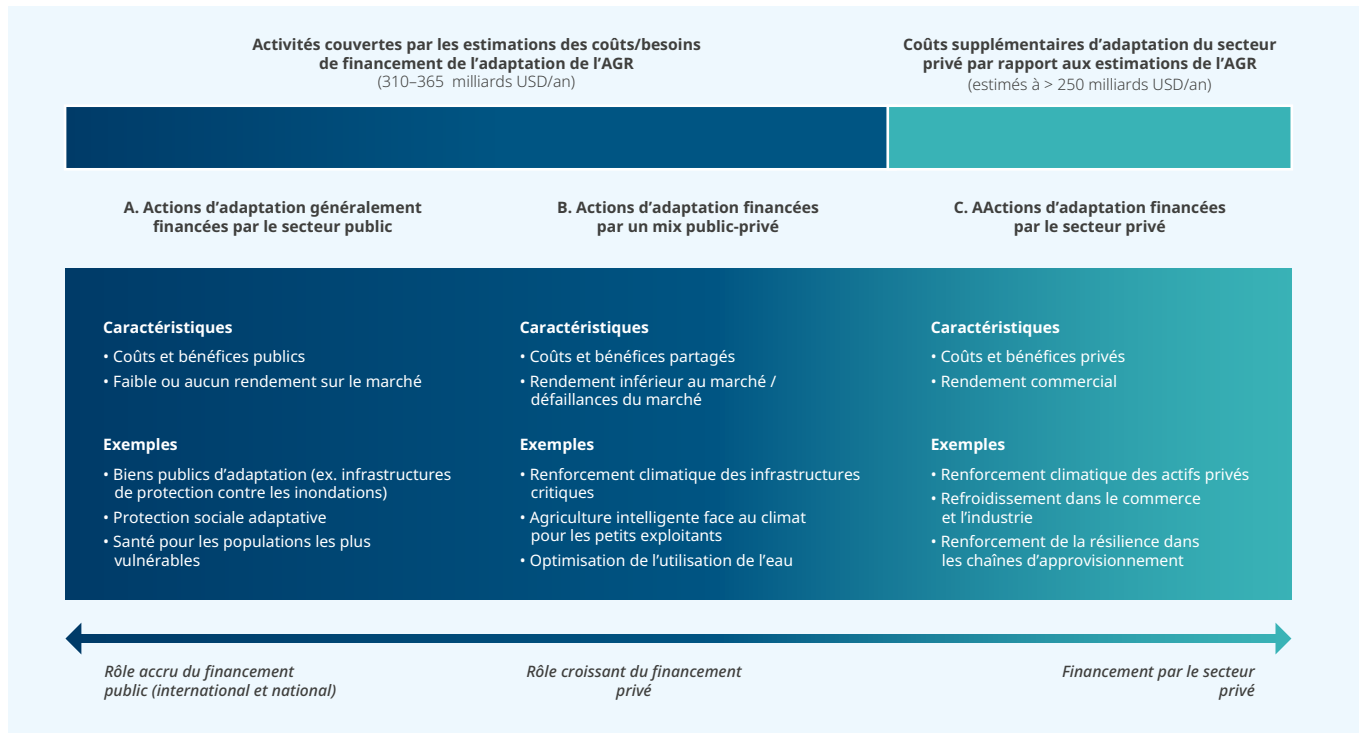 Activités couvertes par les estimations des coûts/besoins
de financement de l’adaptation de l’AGR
(310–365 milliards USD/an)
Coûts supplémentaires d’adaptation du secteur
privé par rapport aux estimations de l’AGR
(estimés à > 250 milliards USD/an)
A. Actions d’adaptation généralement
financées par le secteur public
B. Actions d’adaptation financées
par un mix public-privé
C. AActions d’adaptation financées
par le secteur privé
Caractéristiques
• Coûts et bénéfices publics
• Faible ou aucun rendement sur le marché
Exemples
• Biens publics d’adaptation (ex. infrastructures
de protection contre les inondations)
• Protection sociale adaptative
• Santé pour les populations les plus
vulnérables
Caractéristiques
• Coûts et bénéfices partagés
• Rendement inférieur au marché /
défaillances du marché
Exemples
• Renforcement climatique des infrastructures
critiques
• Agriculture intelligente face au climat
pour les petits exploitants
• Optimisation de l’utilisation de l’eau
Caractéristiques
• Coûts et bénéfices privés
• Rendement commercial
Exemples
• Renforcement climatique des actifs privés
• Refroidissement dans le commerce
et l’industrie
• Renforcement de la résilience dans
les chaînes d’approvisionnement
Rôle accru du financement
public (international et national)
Rôle croissant du financement
privé
Financement par le secteur
privé